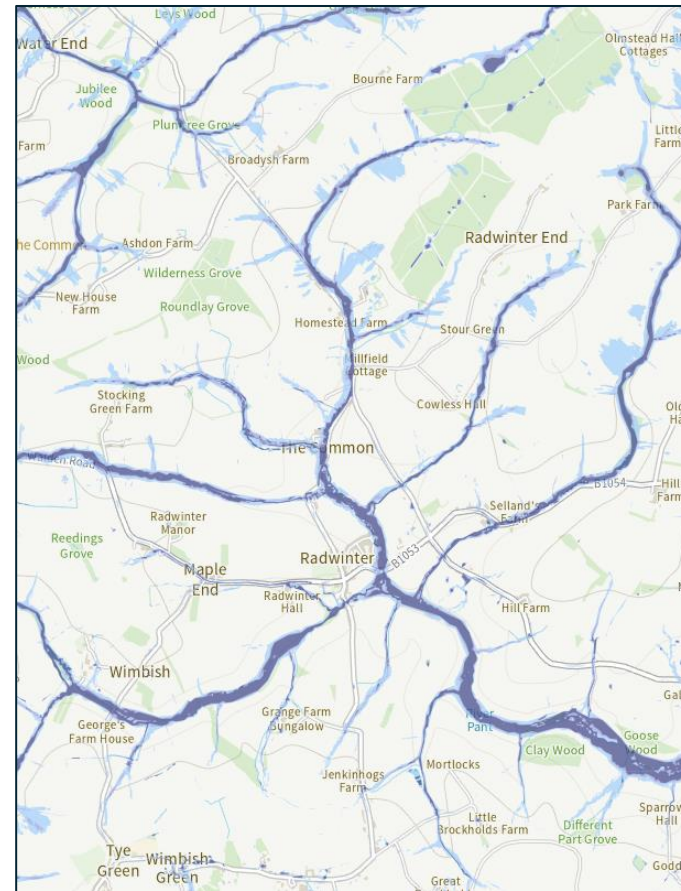 Leys Wood
Water End
Olmstead Hall
Cottages
Bourne Farm
Jubilee
Wood
Plumtree Grove
Little
Farm
Farm
Broadysh Farm
Park Farm
Radwinter End
he Common
Ashdon Farm
Wilderness Grove
New House
Farm
Roundlay Grove
Homestead Farm
Stour Green
Wood
Millfield
Cottage
Stocking
Green Farm
Cowless Hall
The Common
Walden Road
B1054
Hill
Farm
Selland's
Farm
Radwinter
Manor
Reedings
Grove
Radwinter
B1053
Maple
End
Radwinter
Hall
Hill Farm
Wimbish
George's
Farm House
Grange Farm
Bungalow
River
Pant
Clay Wood
Goose
Wood
Jenkinhogs
Farm
Mortlocks
Little
Brockholds Farm
Different
Part Grove
Sparrow
Hall
Tye
Green
Wimbish
Green
Great